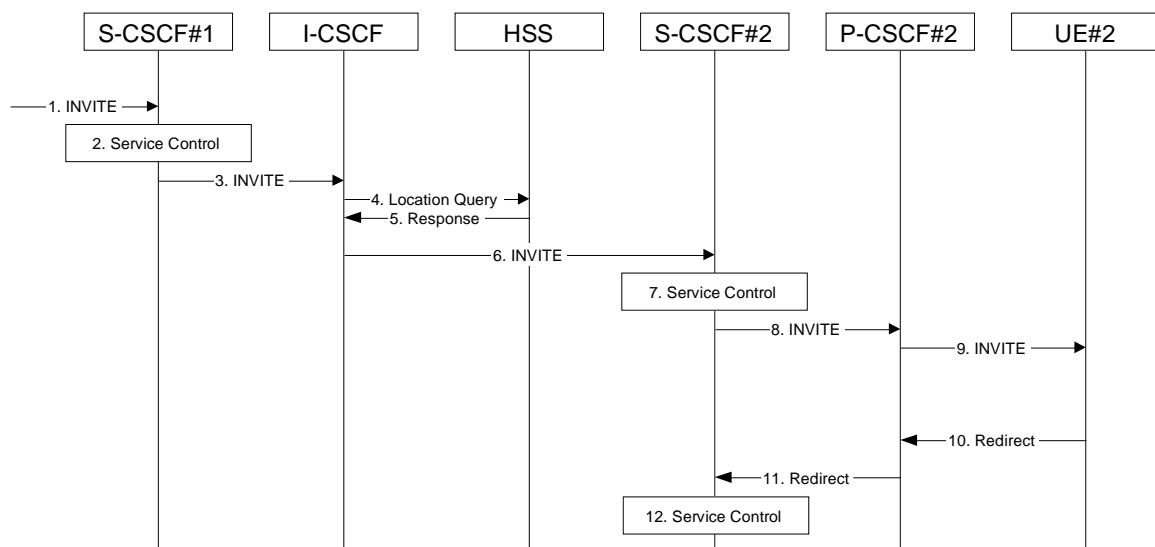 S-CSCF#1
I-CSCF
HSS
S-CSCF#2
P-CSCF#2
UE#2
1. INVITE
2. Service Control
3. INVITE
4. Location Query
5. Response
6. INVITE
7. Service Control
8. INVITE
9. INVITE
10. Redirect
11. Redirect
12. Service Control